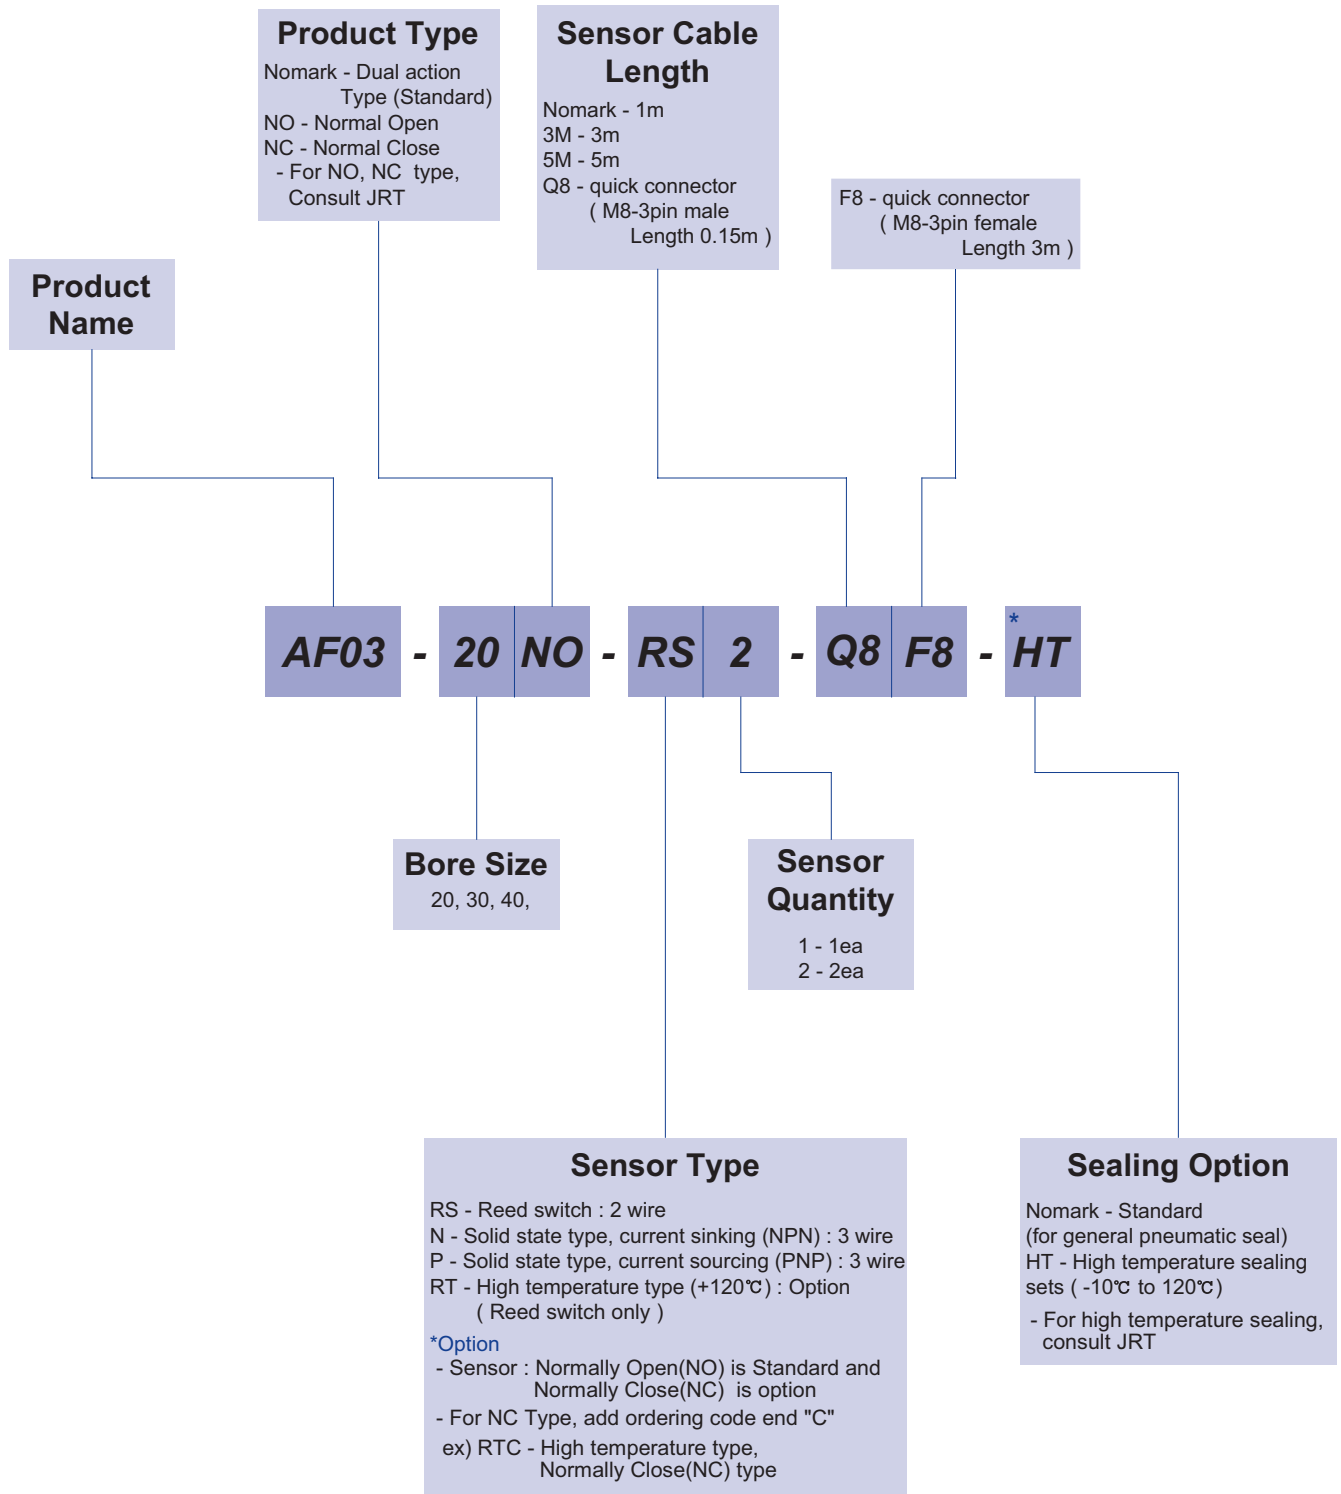 Product Type
Nomark - Dual action
Type (Standard)
NO - Normal Open
NC - Normal Close
- For NO, NC type,
Consult JRT
Sensor Cable
Length
Nomark - 1m
3M - 3m
5M - 5m
Q8 - quick connector
( M8-3pin male
Length 0.15m )
F8 - quick connector
( M8-3pin female
Length 3m )
Product
Name
AF03 - 20 NO - RS 2 - Q8 F8 - *HT
Bore Size
20, 30, 40,
Sensor
Quantity
1 - 1ea
2 - 2ea
Sensor Type
RS - Reed switch : 2 wire
N - Solid state type, current sinking (NPN) : 3 wire
P - Solid state type, current sourcing (PNP) : 3 wire
RT - High temperature type (+120℃) : Option
( Reed switch only )
*Option
- Sensor : Normally Open(NO) is Standard and
Normally Close(NC) is option
- For NC Type, add ordering code end "C"
ex) RTC - High temperature type,
Normally Close(NC) type
Sealing Option
Nomark - Standard
(for general pneumatic seal)
HT - High temperature sealing
sets ( -10℃ to 120℃)
- For high temperature sealing,
consult JRT